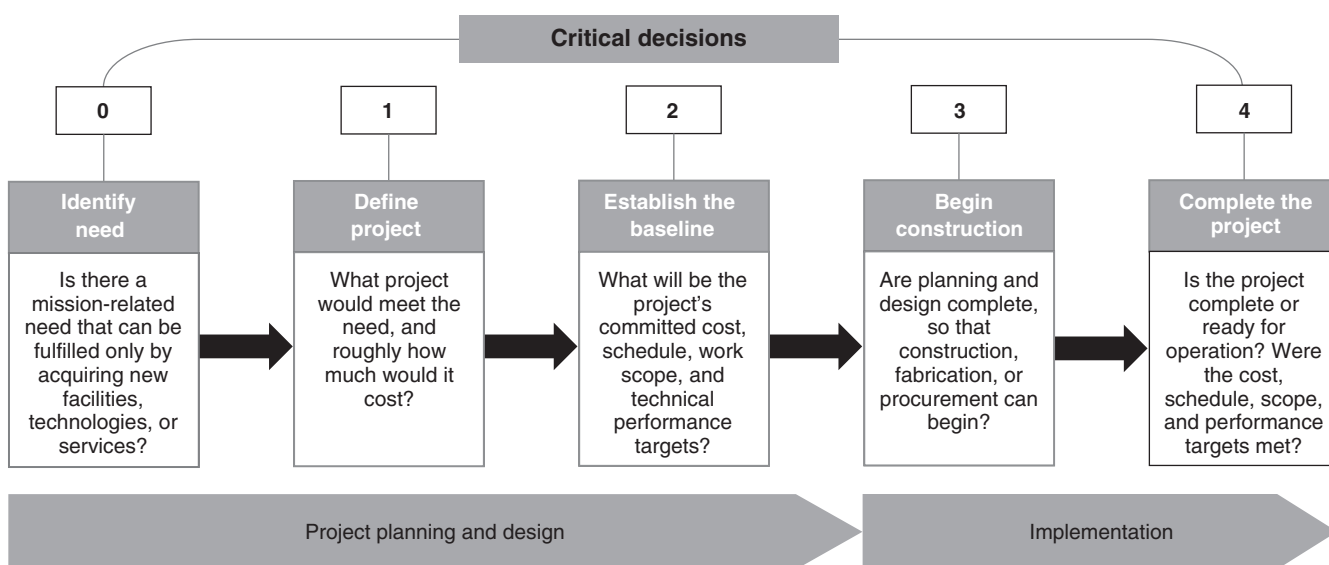 Critical decisions
0
1
2
3
4
Identify
need
Is there a
mission-related
need that can be
fulfilled only by
acquiring new
facilities,
technologies, or
services?
Define
project
What project
would meet the
need, and
roughly how
much would it
cost?
Establish the
baseline
What will be the
project’s
committed cost,
schedule, work
scope, and
technical
performance
targets?
Begin
construction
Are planning and
design complete,
so that
construction,
fabrication, or
procurement can
begin?
Complete the
project
Is the project
complete or
ready for
operation? Were
the cost,
schedule, scope,
and performance
targets met?
Project planning and design
Implementation